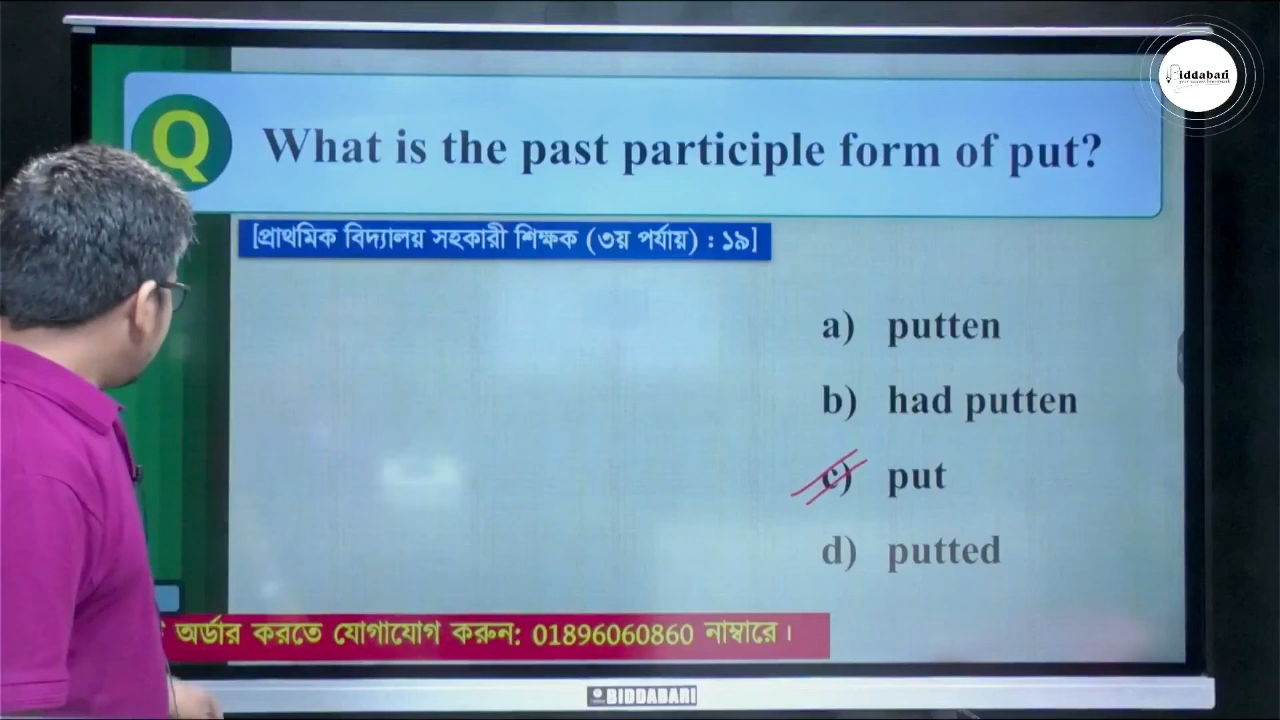 Biddabari
Q
What is the past participle form of put?
[প্রাথমিক বিদ্যালয় সহকারী শিক্ষক (৩য় পর্যায়) : ১৯]
a) putten
b) had putten
c) put
d) putted
অর্ডার করতে যোগাযোগ করুন: 01896060860 নাম্বারে।
BIDDABARI